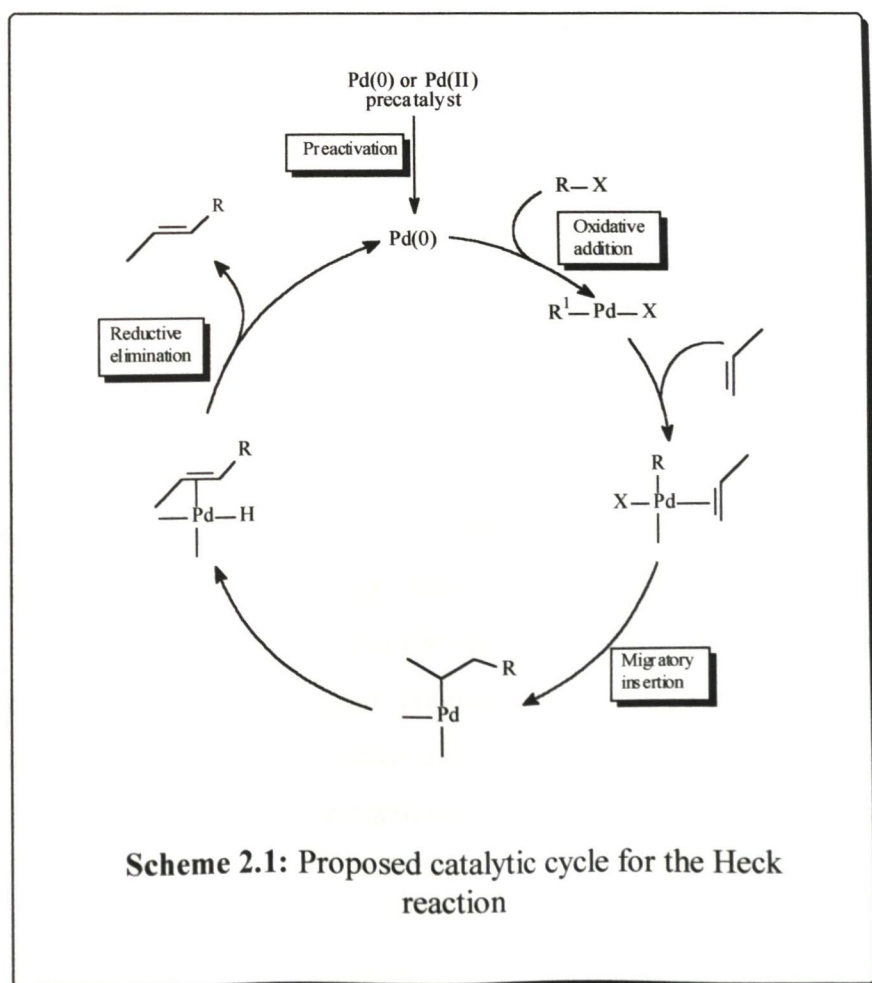 Pd(0) or Pd(II)
precatalyst
Preactivation
R—X
R
Oxidative
addition
Pd(0)
R¹—Pd—X
Reductive
elimination
R
R
X—Pd
Pd—H
R
Migratory
insertion
Pd
Scheme 2.1: Proposed catalytic cycle for the Heck
reaction